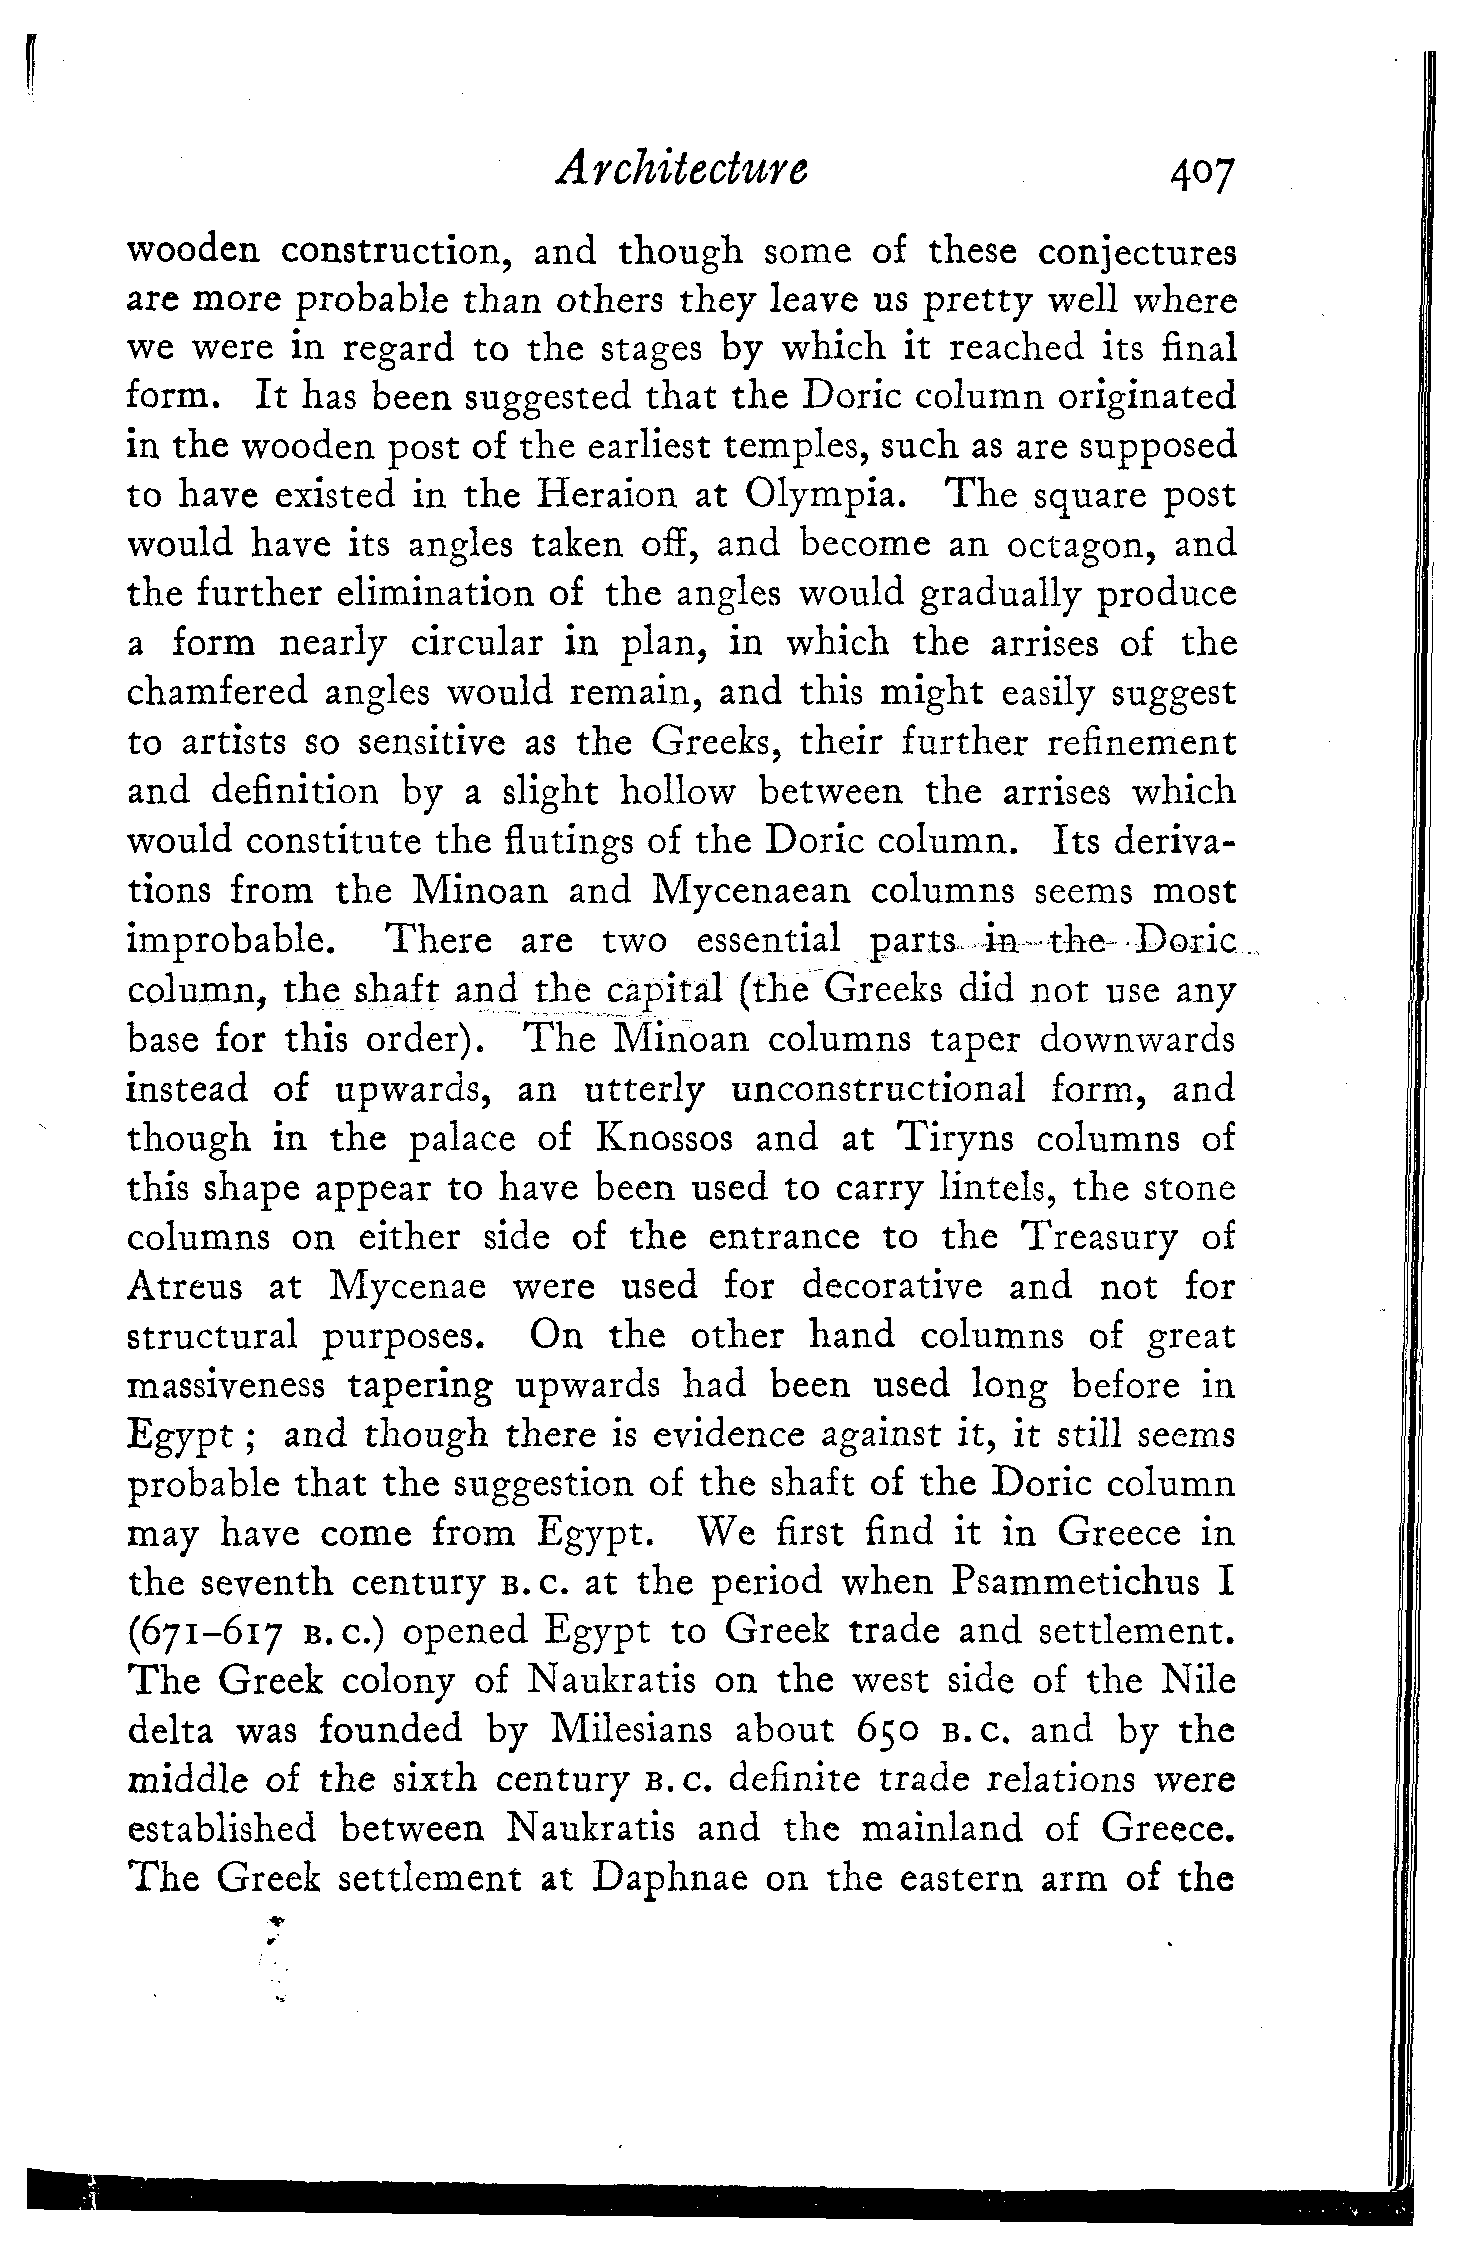 Architecture 407
wooden construction, and though some of these conjectures
are more probable than others they leave us pretty well where
we were in regard to the stages by which it reached its final
form. It has been suggested that the Doric column originated
in the wooden post of the earliest temples, such as are supposed
to have existed in the Heraion at Olympia. The square post
would have its angles taken off, and become an octagon, and
the further elimination of the angles would gradually produce
a form nearly circular in plan, in which the arrises of the
chamfered angles would remain, and this might easily suggest
to artists so sensitive as the Greeks, their further refinement
and definition by a slight hollow between the arrises which
would constitute the flutings of the Doric column. Its deriva-
tions from the Minoan and Mycenaean columns seems most
improbable. There are two essential parts in the Doric
column, the shaft and the capital (the Greeks did not use any
base for this order). The Minoan columns taper downwards
instead of upwards, an utterly unconstructional form, and
though in the palace of Knossos and at Tiryns columns of
this shape appear to have been used to carry lintels, the stone
columns on either side of the entrance to the Treasury of
Atreus at Mycenae were used for decorative and not for
structural purposes. On the other hand columns of great
massiveness tapering upwards had been used long before in
Egypt ; and though there is evidence against it, it still seems
probable that the suggestion of the shaft of the Doric column
may have come from Egypt. We first find it in Greece in
the seventh century B.C. at the period when Psammetichus I
(671–617 B.C.) opened Egypt to Greek trade and settlement.
The Greek colony of Naukratis on the west side of the Nile
delta was founded by Milesians about 650 B.C. and by the
middle of the sixth century B.C. definite trade relations were
established between Naukratis and the mainland of Greece.
The Greek settlement at Daphnae on the eastern arm of the